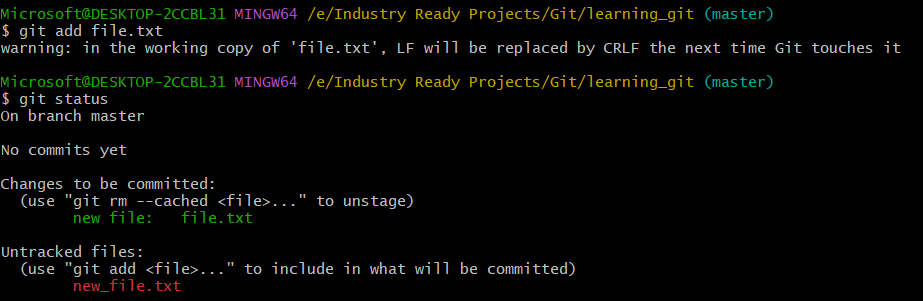 Microsoft@DESKTOP-2CCBL31 MINGW64 /e/Industry Ready Projects/Git/learning_git (master)
$ git add file.txt
warning: in the working copy of 'file.txt', LF will be replaced by CRLF the next time Git touches it

Microsoft@DESKTOP-2CCBL31 MINGW64 /e/Industry Ready Projects/Git/learning_git (master)
$ git status
On branch master

No commits yet

Changes to be committed:
  (use "git rm --cached <file>..." to unstage)
        new file:   file.txt

Untracked files:
  (use "git add <file>..." to include in what will be committed)
        new_file.txt